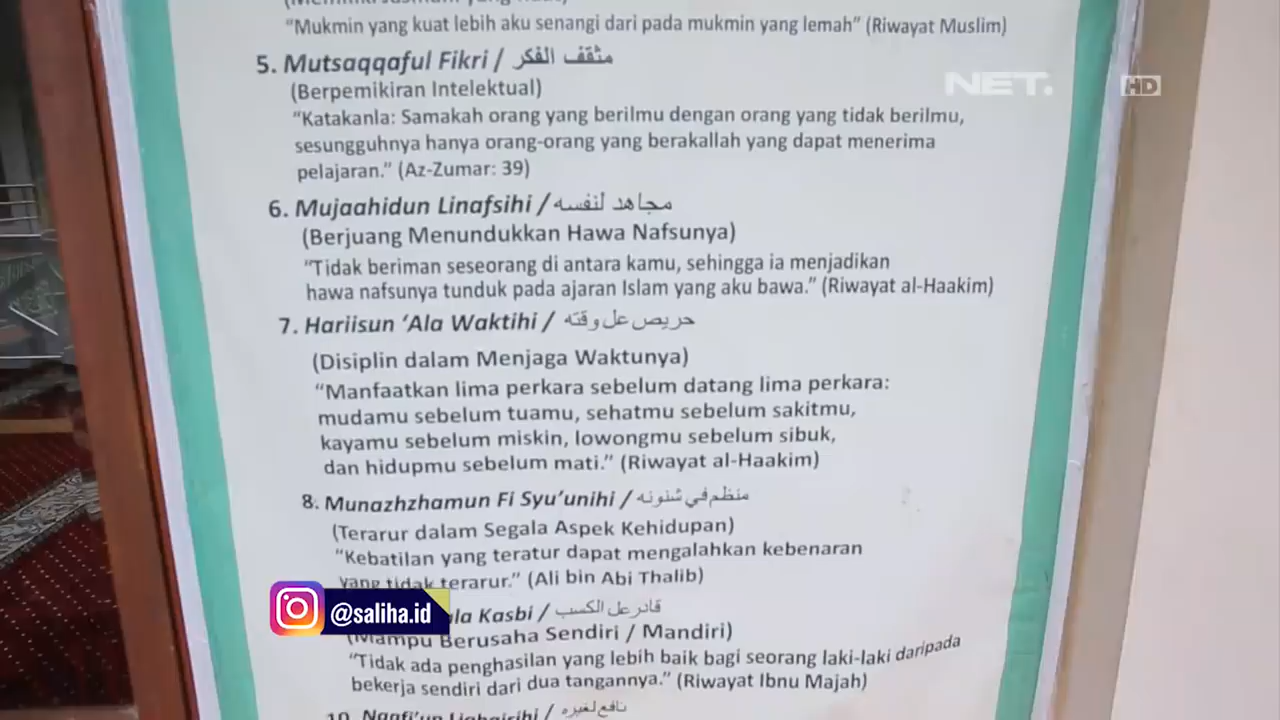 “Mukmin yang kuat lebih aku senangi dari pada mukmin yang lemah” (Riwayat Muslim)
5. Mutsaqqaful Fikri / مثقف الفكر
(Berpemikiran Intelektual)
“Katakanla: Samakah orang yang berilmu dengan orang yang tidak berilmu,
sesungguhnya hanya orang-orang yang berakallah yang dapat menerima
pelajaran.” (Az-Zumar: 39)
6. Mujaahidun Linafsihi / مجاهد لنفسه
(Berjuang Menundukkan Hawa Nafsunya)
“Tidak beriman seseorang di antara kamu, sehingga ia menjadikan
hawa nafsunya tunduk pada ajaran Islam yang aku bawa.” (Riwayat al-Haakim)
7. Hariisun ‘Ala Waktihi / حريص عل وقته
(Disiplin dalam Menjaga Waktunya)
“Manfaatkan lima perkara sebelum datang lima perkara:
mudamu sebelum tuamu, sehatmu sebelum sakitmu,
kayamu sebelum miskin, lowongmu sebelum sibuk,
dan hidupmu sebelum mati.” (Riwayat al-Haakim)
8. Munazhzhamun Fi Syu’unihi / منظم في شئونه
(Terarur dalam Segala Aspek Kehidupan)
“Kebatilan yang teratur dapat mengalahkan kebenaran
yang tidak terarur.” (Ali bin Abi Thalib)
Kasbi / قادر عل الكسب
(Mampu Berusaha Sendiri / Mandiri)
“Tidak ada penghasilan yang lebih baik bagi seorang laki-laki daripada
bekerja sendiri dari dua tangannya.” (Riwayat Ibnu Majah)
10. Naafi’un Lighairihi / نافع لغيره
NET.
HD
@saliha.id